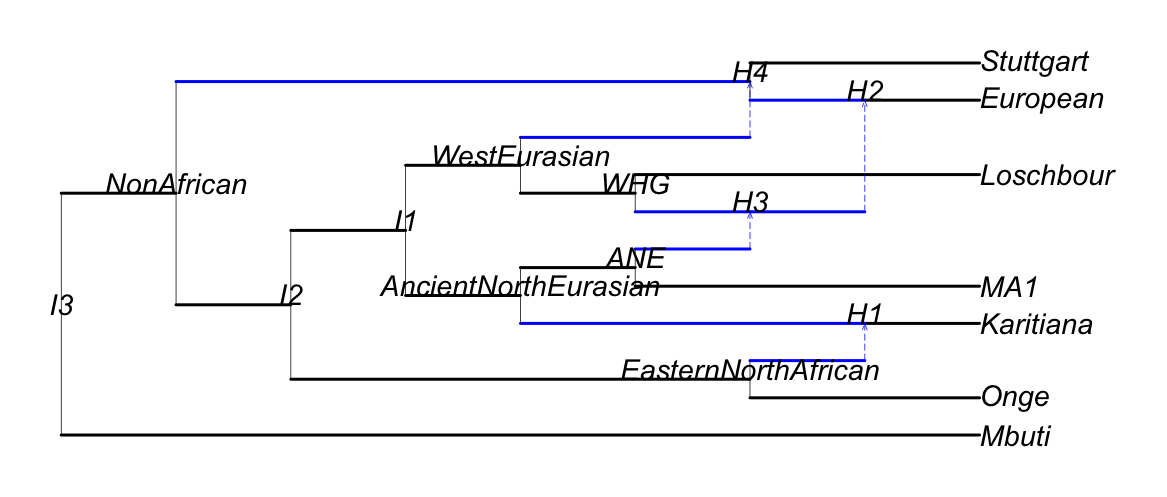 Stuttgart
H4
H2
European
WestEurasian
Loschbour
NonAfrican
WHG
H3
I1
ANE
AncientNorthEurasian
MA1
I2
I3
H1
Karitiana
EasternNorthAfrican
Onge
Mbuti